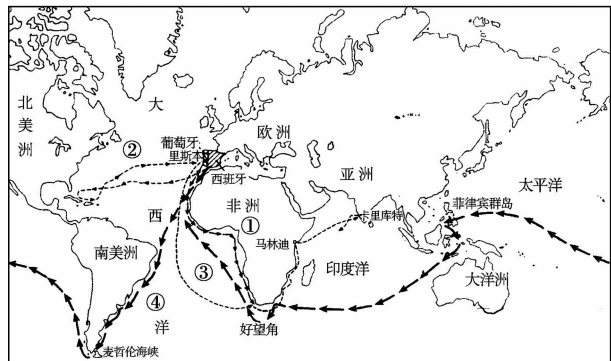 北美洲
大
②
葡萄牙
里斯本
欧洲
亚洲
太平洋
西班牙
菲律宾群岛
西
非洲
①
卡里库特
马林迪
南美洲
③
印度洋
大洋洲
④
洋
好望角
麦哲伦海峡